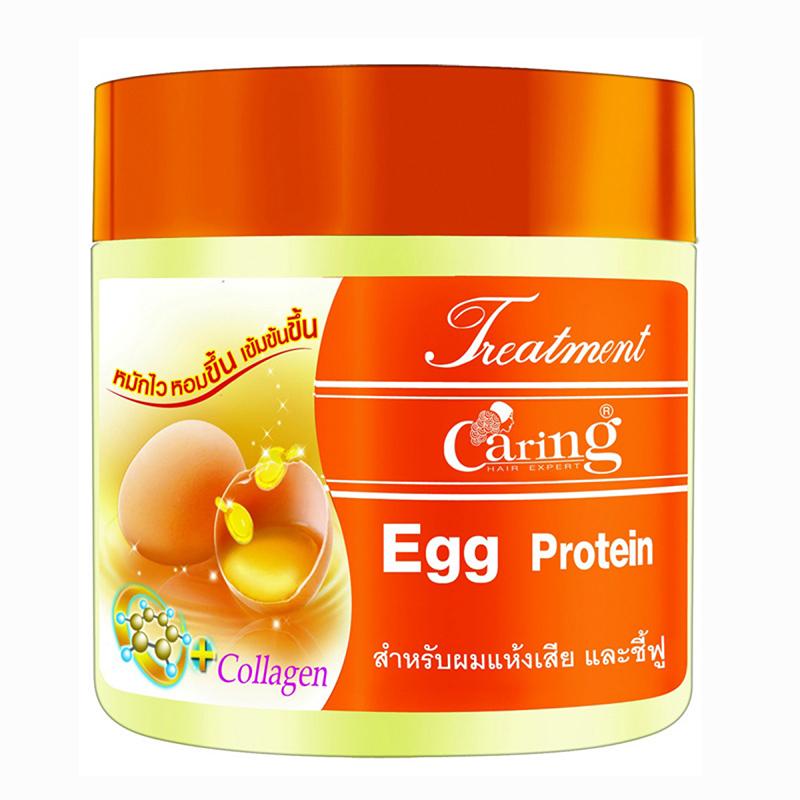 หมักไว หอมขึ้น เข้มข้นขึ้น
Treatment
Caring®
HAIR EXPERT
Egg Protein
+Collagen
สำหรับผมแห้งเสีย และชี้ฟู